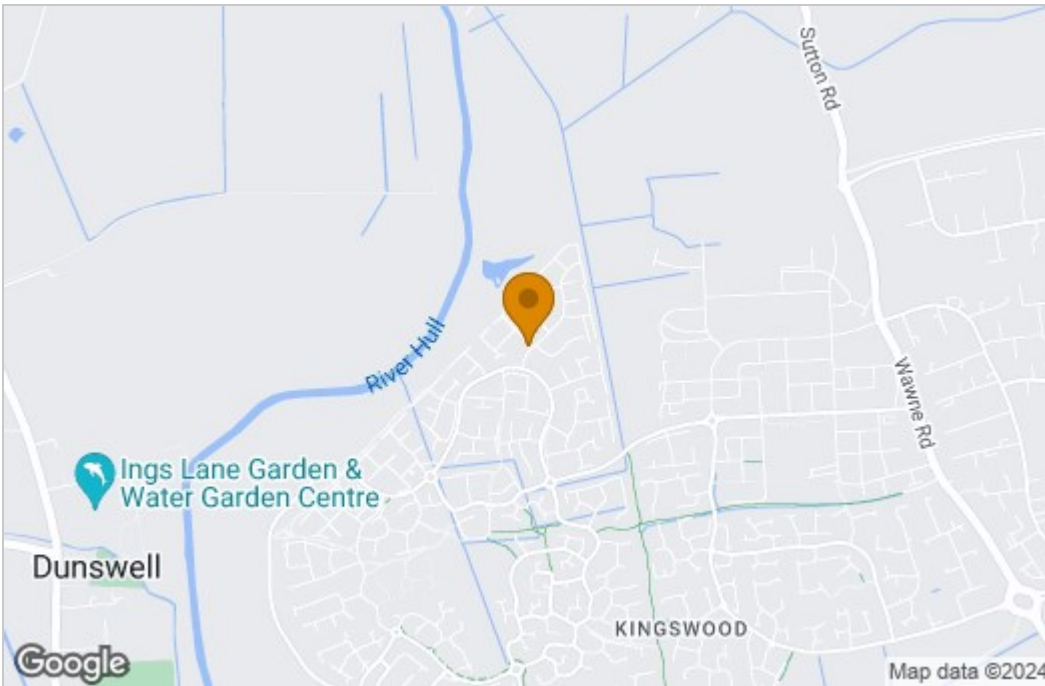 Sutton Rd
River Hull
Wawne Rd
Ings Lane Garden &
Water Garden Centre
Dunswell
KINGSWOOD
Google
Map data ©2024